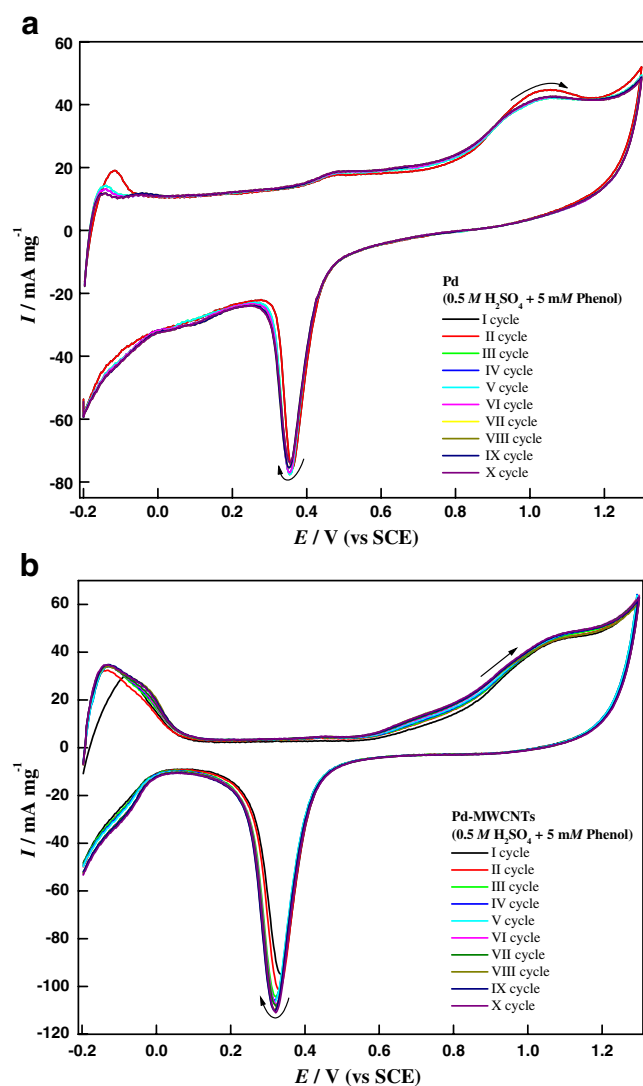 a
60
40
20
0
-20
-40
-60
-80
I / mA mg⁻¹
Pd
(0.5 M H₂SO₄ + 5 mM Phenol)
I cycle
II cycle
III cycle
IV cycle
V cycle
VI cycle
VII cycle
VIII cycle
IX cycle
X cycle
-0.2 0.0 0.2 0.4 0.6 0.8 1.0 1.2
E / V (vs SCE)
b
60
40
20
0
-20
-40
-60
-80
-100
-120
I / mA mg⁻¹
Pd-MWCNTs
(0.5 M H₂SO₄ + 5 mM Phenol)
I cycle
II cycle
III cycle
IV cycle
V cycle
VI cycle
VII cycle
VIII cycle
IX cycle
X cycle
-0.2 0.0 0.2 0.4 0.6 0.8 1.0 1.2
E / V (vs SCE)